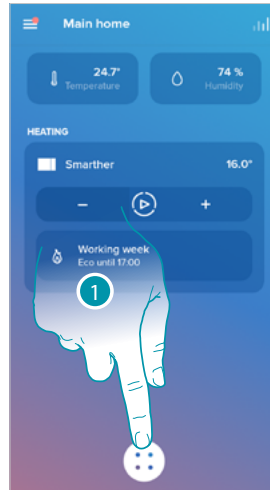 Main home
24.7° 74 %
Temperature Humidity
HEATING
Smarther 16.0°
− +
Working week
Eco until 17:00
1